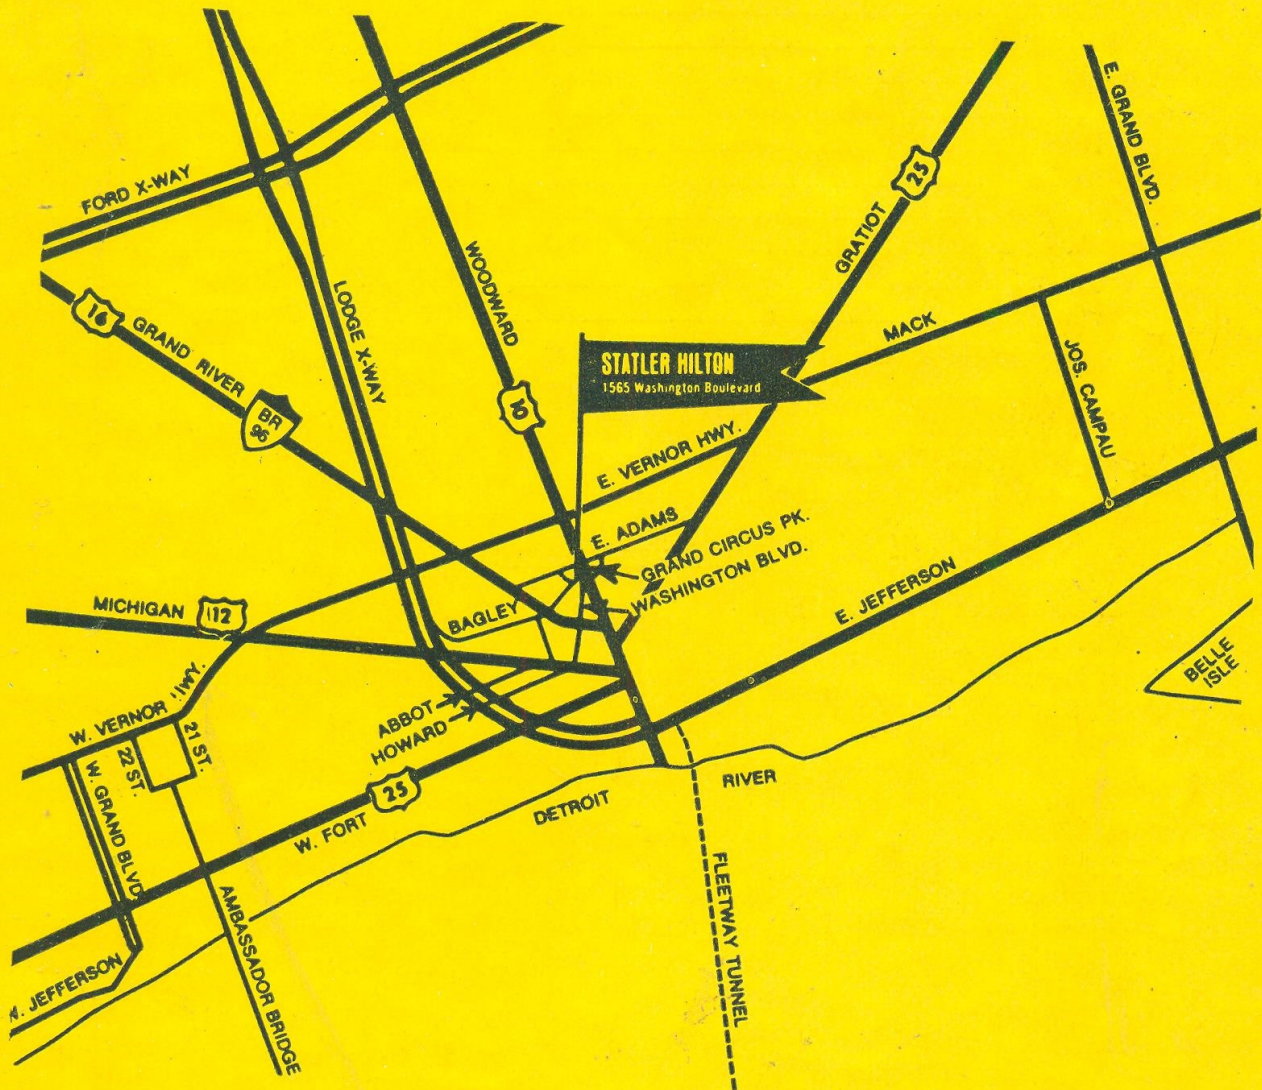 FORD X-WAY
E. GRAND BLVD.
25
GRATIOT
WOODWARD
16
GRAND RIVER
LODGE X-WAY
BR
96
MACK
JOS. CAMPAU
STATLER HILTON
1565 Washington Boulevard
10
E. VERNOR HWY.
E. ADAMS
GRAND CIRCUS PK.
WASHINGTON BLVD.
MICHIGAN
112
BAGLEY
E. JEFFERSON
BELLE
ISLE
W. VERNOR HWY.
21 ST.
22 ST.
ABBOT
HOWARD
W. GRAND BLVD.
25
W. FORT
DETROIT
RIVER
JEFFERSON
AMBASSADOR BRIDGE
FLEETWAY TUNNEL